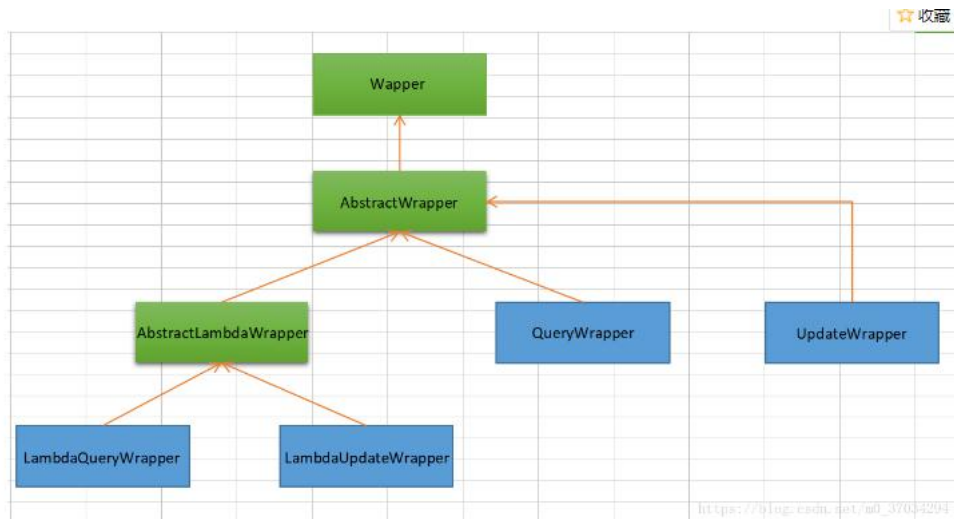 收藏
Wapper
AbstractWrapper
AbstractLambdaWrapper
QueryWrapper
UpdateWrapper
LambdaQueryWrapper
LambdaUpdateWrapper
https://blog.csdn.net/m0_37034294